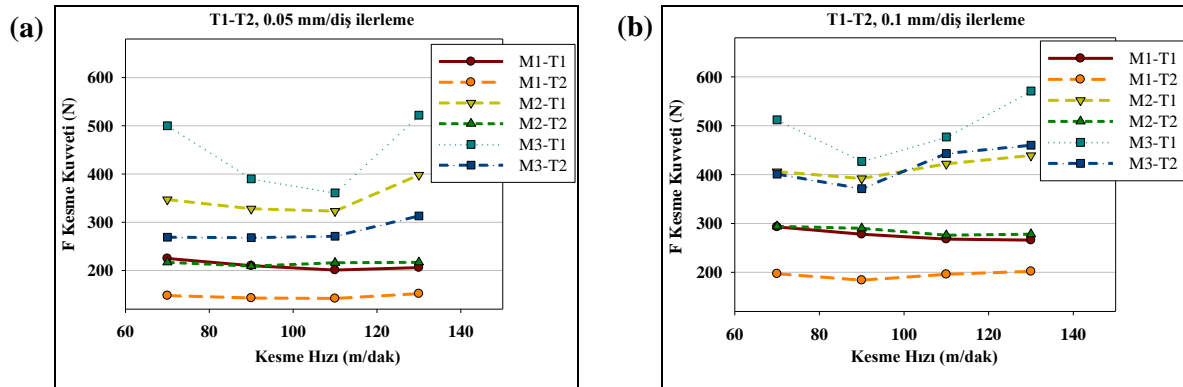 (a)
T1-T2, 0.05 mm/diş ilerleme
F Kesme Kuvveti (N)
600
500
400
300
200
60 80 100 120 140
Kesme Hızı (m/dak)
M1-T1
M1-T2
M2-T1
M2-T2
M3-T1
M3-T2
(b)
T1-T2, 0.1 mm/diş ilerleme
F Kesme Kuvveti (N)
600
500
400
300
200
60 80 100 120 140
Kesme Hızı (m/dak)
M1-T1
M1-T2
M2-T1
M2-T2
M3-T1
M3-T2